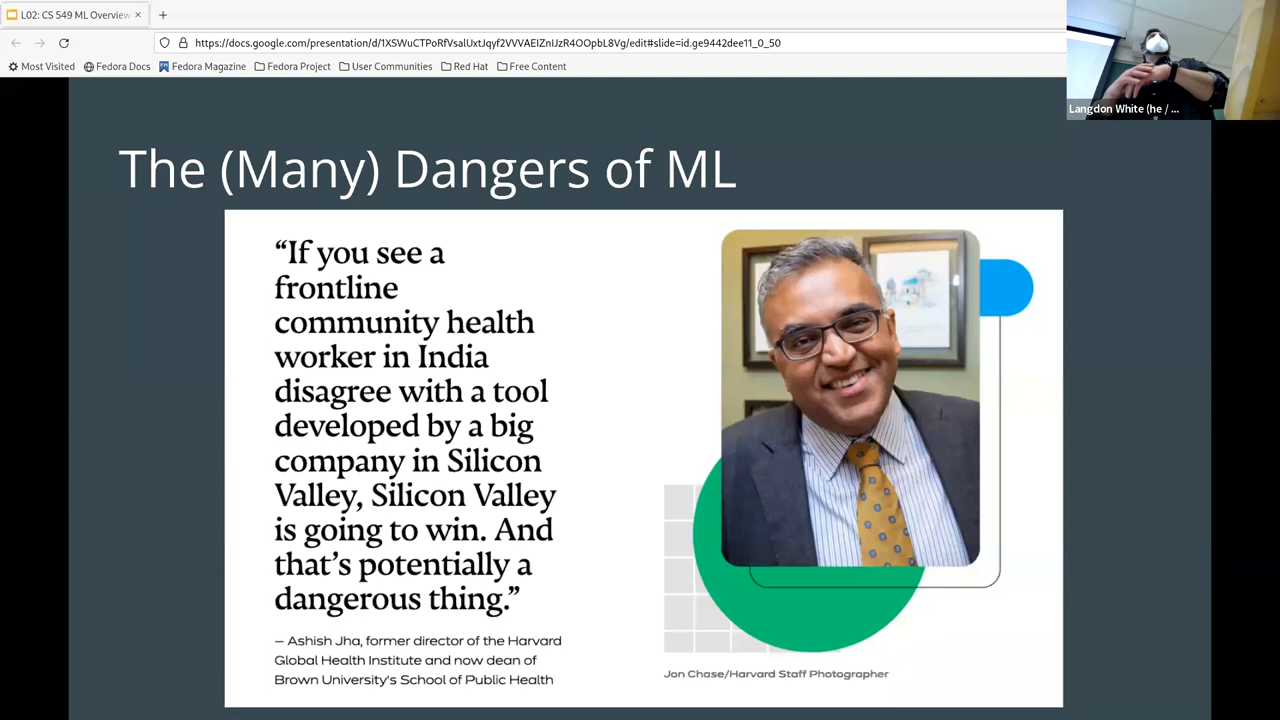 L02: CS 549 ML Overview
https://docs.google.com/presentation/d/1XSWuCTPoRfVsalUxtJqyf2VVVAEIZnIJzR4OOpbL8Vg/edit#slide=id.ge9442dee11_0_50
Most Visited Fedora Docs Fedora Magazine Fedora Project User Communities Red Hat Free Content
Langdon White (he / ...
The (Many) Dangers of ML
“If you see a
frontline
community health
worker in India
disagree with a tool
developed by a big
company in Silicon
Valley, Silicon Valley
is going to win. And
that’s potentially a
dangerous thing.”
— Ashish Jha, former director of the Harvard
Global Health Institute and now dean of
Brown University's School of Public Health
Jon Chase/Harvard Staff Photographer